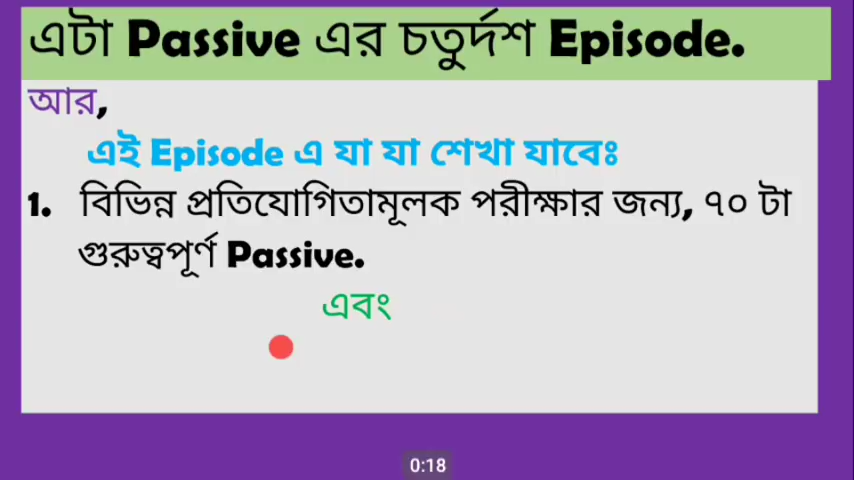 এটা Passive এর চতুর্দশ Episode.
আর,
এই Episode এ যা যা শেখা যাবেঃ
1. বিভিন্ন প্রতিযোগিতামূলক পরীক্ষার জন্য, ৭০ টা
গুরুত্বপূর্ণ Passive.
এবং
0:18